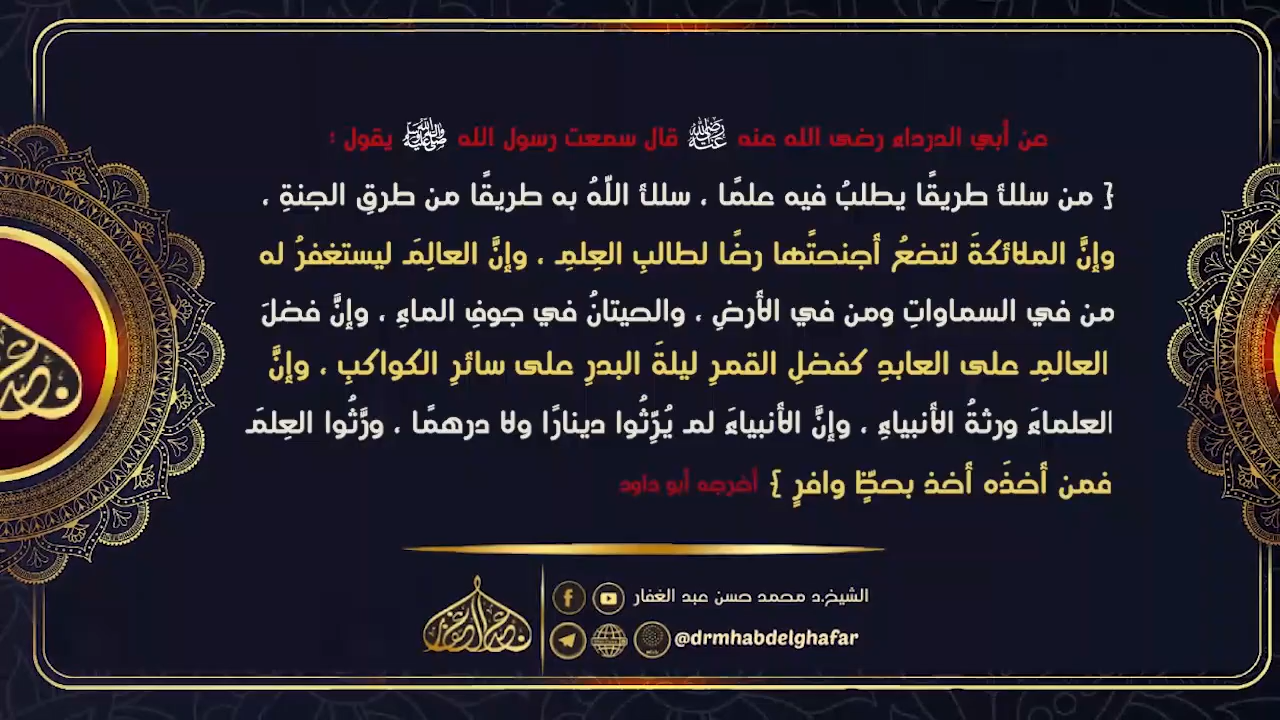 عن أبي الدرداء رضى الله عنه رضي الله عنه قال سمعت رسول الله ﷺ يقول :
{ من سلك طريقًا يطلبُ فيه علمًا ، سلك اللّهُ به طريقًا من طرقِ الجنةِ ،
وإنَّ الملائكةَ لتضعُ أجنحتَها رضًا لطالبِ العِلمِ ، وإنَّ العالِمَ ليستغفرُ له
من في السماواتِ ومن في الأرضِ ، والحيتانُ في جوفِ الماءِ ، وإنَّ فضلَ
العالمِ على العابدِ كفضلِ القمرِ ليلةَ البدرِ على سائرِ الكواكبِ ، وإنَّ
العلماءَ ورثةُ الأنبياءِ ، وإنَّ الأنبياءَ لم يُرِّثُوا دينارًا ولا درهمًا ، ورَّثُوا العِلمَ
فمن أخذَه أخذ بحظٍّ وافرٍ } أخرجه أبو داود
الشيخ.د محمد حسن عبد الغفار
@drmhabdelghafar